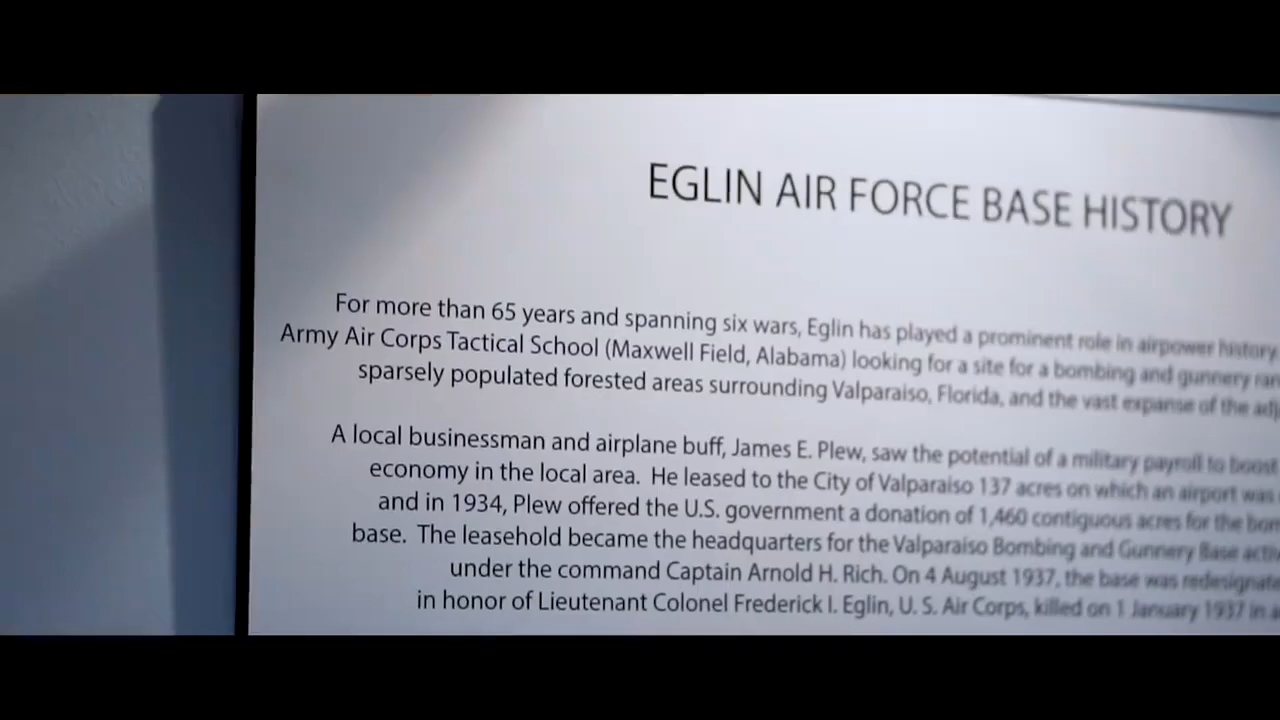 EGLIN AIR FORCE BASE HISTORY
For more than 65 years and spanning six wars, Eglin has played a prominent role in airpower history
Army Air Corps Tactical School (Maxwell Field, Alabama) looking for a site for a bombing and gunnery
sparsely populated forested areas surrounding Valparaiso, Florida, and the vast expanse of the
A local businessman and airplane buff, James E. Plew, saw the potential of a military payroll to boost
economy in the local area. He leased to the City of Valparaiso 137 acres on which an airport was
and in 1934, Plew offered the U.S. government a donation of 1,460 contiguous acres for the
base. The leasehold became the headquarters for the Valparaiso Bombing and Gunnery Base
under the command Captain Arnold H. Rich. On 4 August 1937, the base was
in honor of Lieutenant Colonel Frederick I. Eglin, U. S. Air Corps, killed on 1 January 1937 in